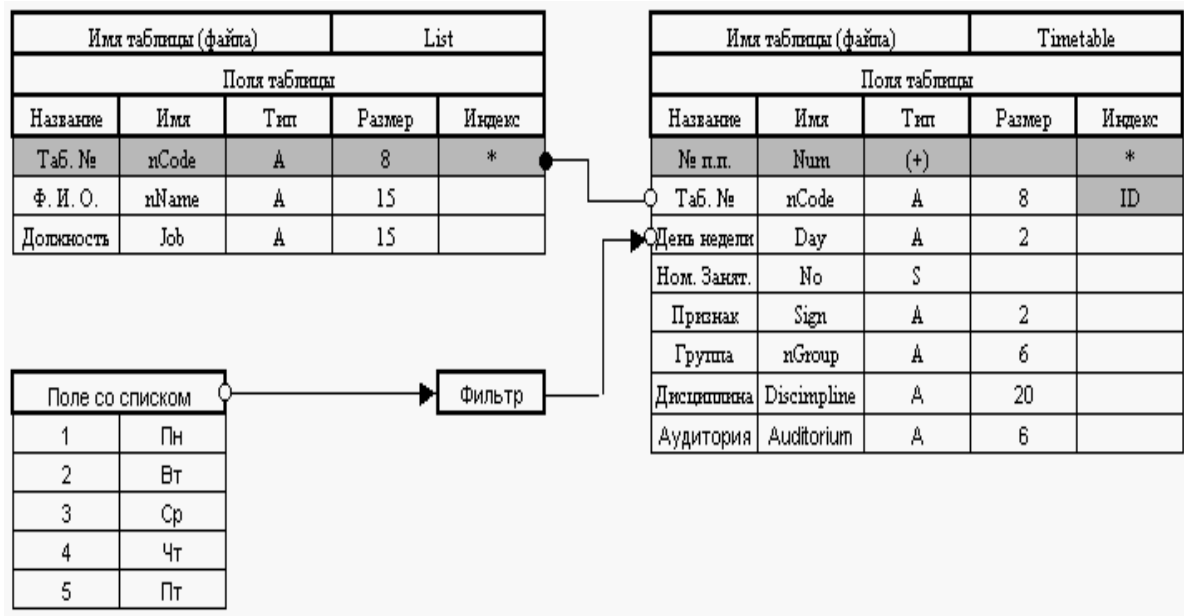 Имя таблицы (файла) List
Поля таблицы
Название Имя Тип Размер Индекс
Таб. № nCode A 8 *
Ф. И. О. nName A 15
Должность Job A 15
Имя таблицы (файла) Timetable
Поля таблицы
Название Имя Тип Размер Индекс
№ п.п. Num (+) *
Таб. № nCode A 8 ID
День недели Day A 2
Ном. Занят. No S
Признак Sign A 2
Группа nGroup A 6
Дисциплина Discimpline A 20
Аудитория Auditorium A 6
Поле со списком
1 Пн
2 Вт
3 Ср
4 Чт
5 Пт
Фильтр